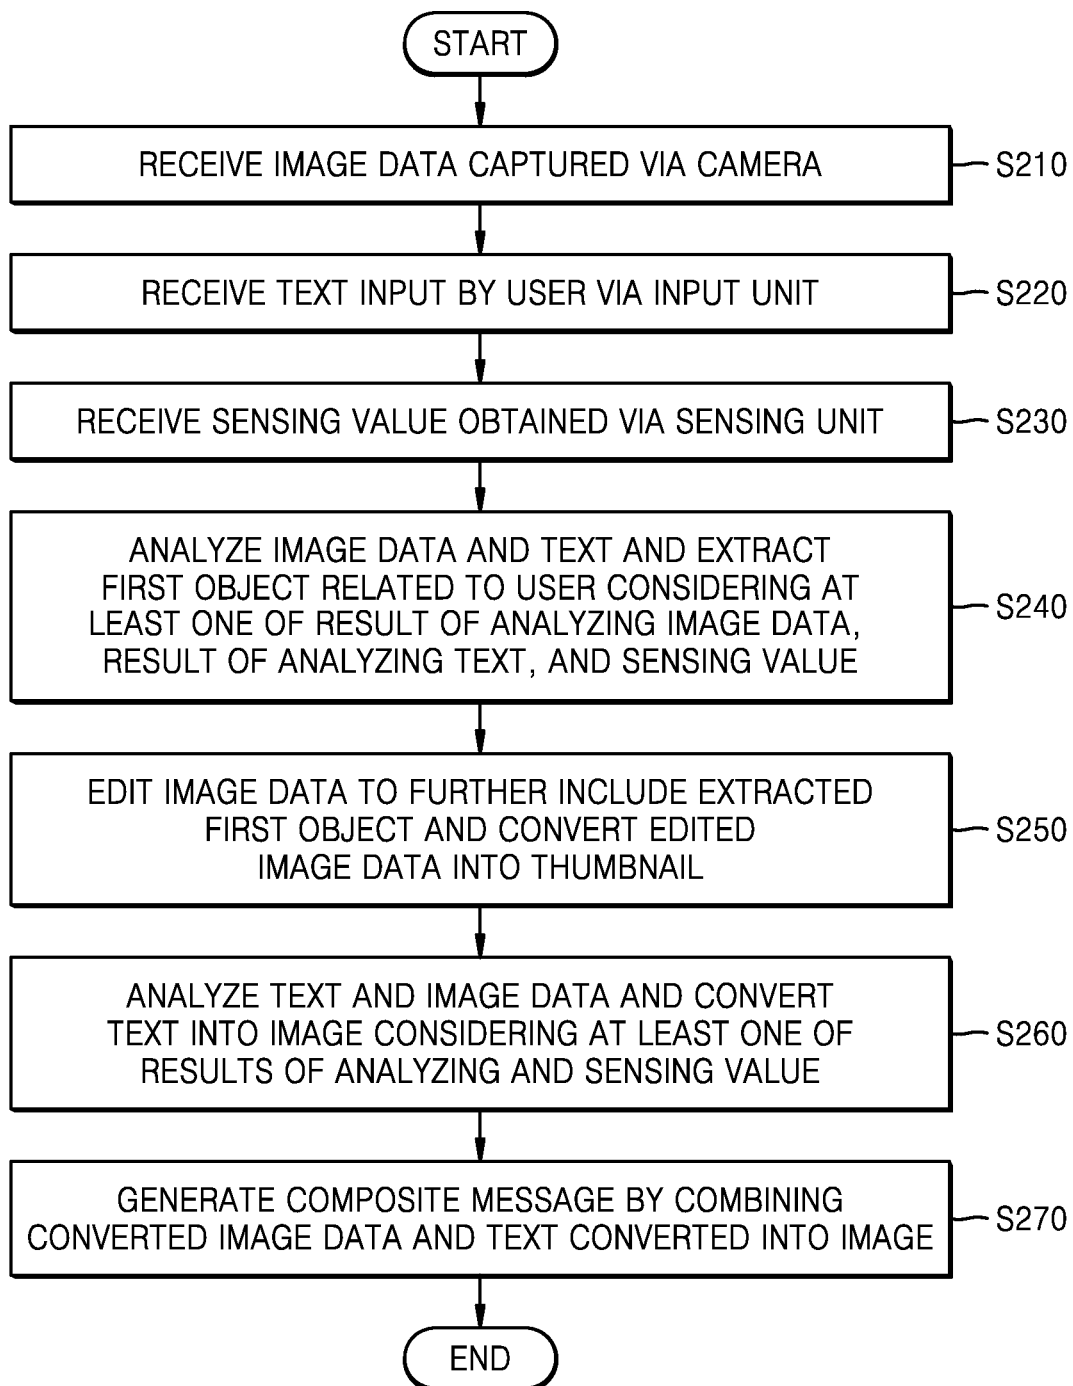 START
RECEIVE IMAGE DATA CAPTURED VIA CAMERA
S210
RECEIVE TEXT INPUT BY USER VIA INPUT UNIT
S220
RECEIVE SENSING VALUE OBTAINED VIA SENSING UNIT
S230
ANALYZE IMAGE DATA AND TEXT AND EXTRACT
FIRST OBJECT RELATED TO USER CONSIDERING AT
LEAST ONE OF RESULT OF ANALYZING IMAGE DATA,
RESULT OF ANALYZING TEXT, AND SENSING VALUE
S240
EDIT IMAGE DATA TO FURTHER INCLUDE EXTRACTED
FIRST OBJECT AND CONVERT EDITED
IMAGE DATA INTO THUMBNAIL
S250
ANALYZE TEXT AND IMAGE DATA AND CONVERT
TEXT INTO IMAGE CONSIDERING AT LEAST ONE OF
RESULTS OF ANALYZING AND SENSING VALUE
S260
GENERATE COMPOSITE MESSAGE BY COMBINING
CONVERTED IMAGE DATA AND TEXT CONVERTED INTO IMAGE
S270
END